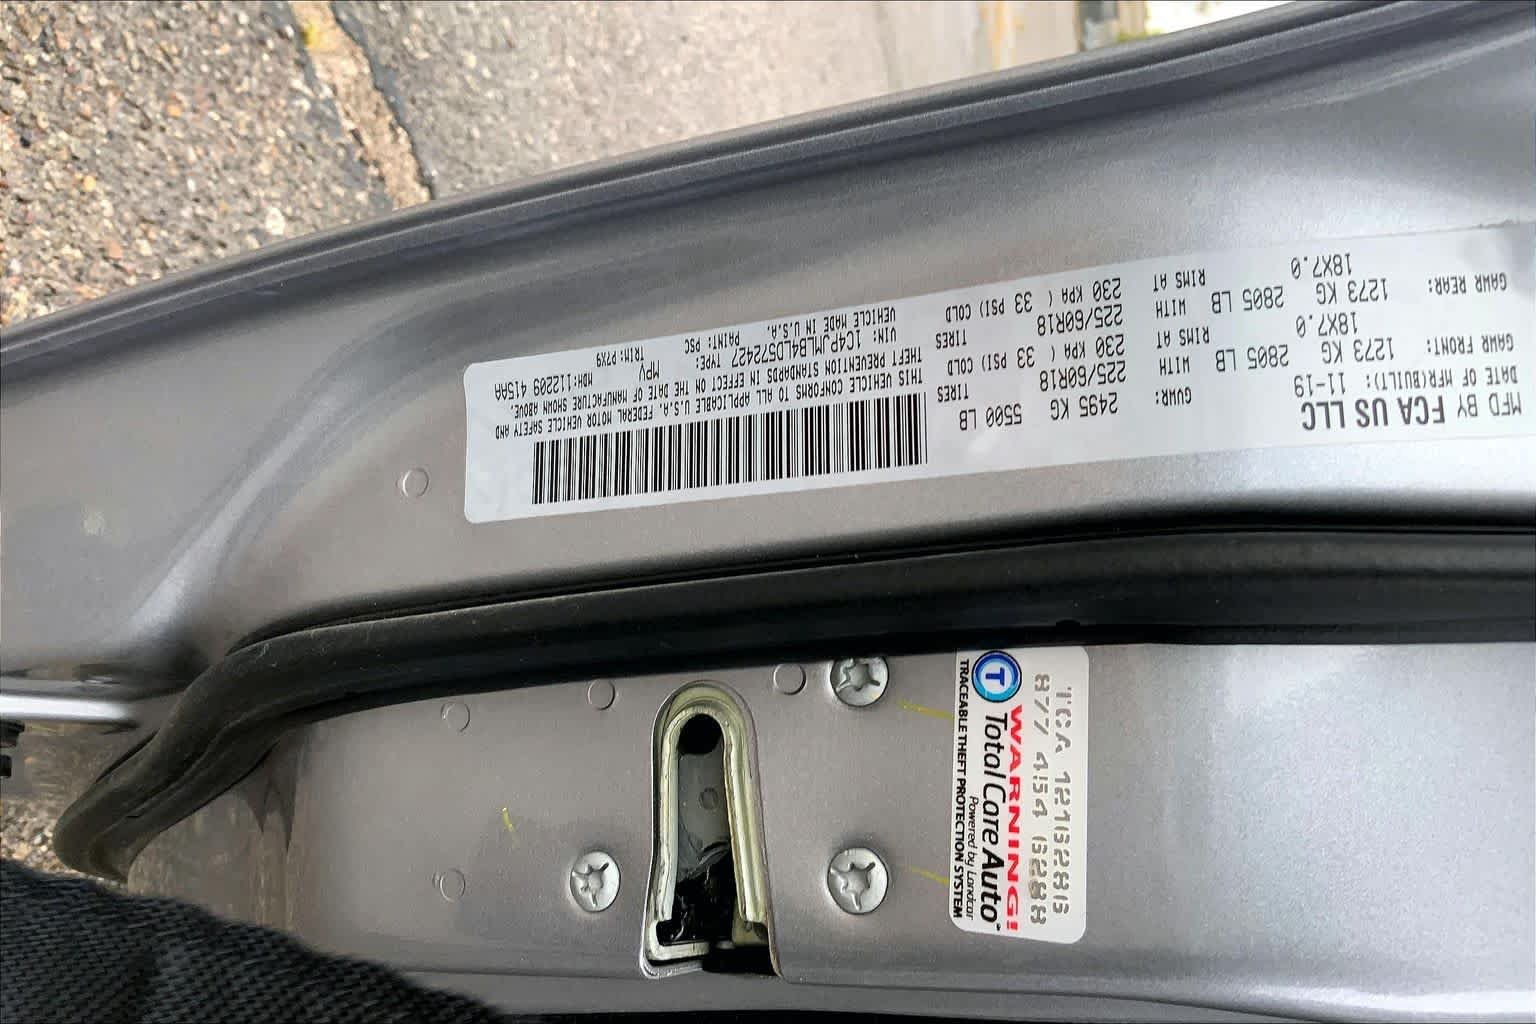 MFD BY FCA US LLC
DATE OF MFR(BUILT): 11-19
GVWR: 2495 KG 5500 LB
GAWR FRONT: 1273 KG 2805 LB
WITH 225/60R18 TIRES
RIMS AT 18X7.0
230 KPA ( 33 PSI) COLD
GAWR REAR: 1273 KG 2805 LB
WITH 225/60R18 TIRES
RIMS AT 18X7.0
230 KPA ( 33 PSI) COLD
THIS VEHICLE CONFORMS TO ALL APPLICABLE U.S.A. FEDERAL MOTOR VEHICLE SAFETY AND
THEFT PREVENTION STANDARDS IN EFFECT ON THE DATE OF MANUFACTURE SHOWN ABOVE.
VIN: 1C4PJMLB4LD572427 TYPE: MPV MDH:112209 415AA
VEHICLE MADE IN U.S.A. PAINT: PSC TRIM: P7X9
TCA 1216286
877 454 6288
WARNING!
T Total Care Auto™
Powered by Landcar
TRACEABLE THEFT PROTECTION SYSTEM